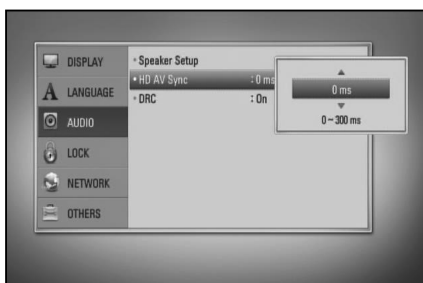 DISPLAY
LANGUAGE
AUDIO
LOCK
NETWORK
OTHERS
• Speaker Setup
• HD AV Sync : 0 ms
• DRC : On
0 ms
0 ~ 300 ms